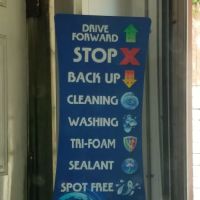 DRIVE
FORWARD
STOP X
BACK UP
CLEANING
WASHING
TRI-FOAM
SEALANT
SPOT FREE